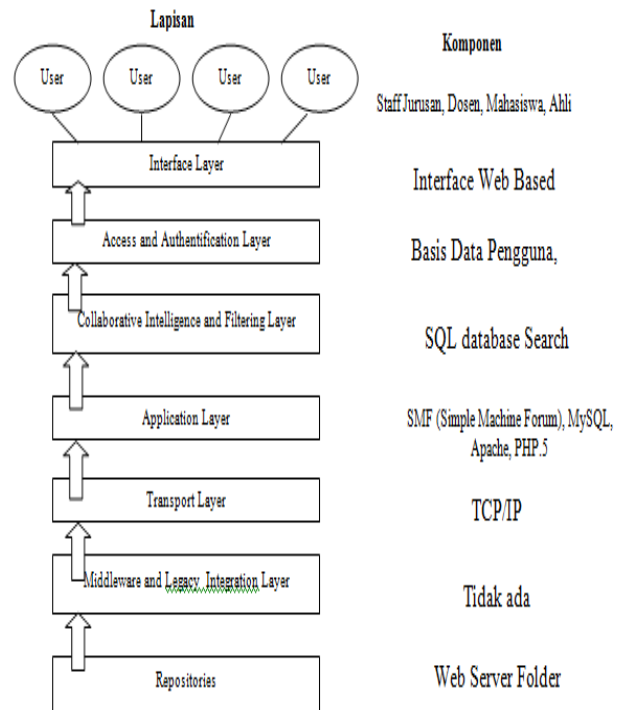 Lapisan
Komponen
User User User User
Staff Jurusan, Dosen, Mahasiswa, Ahli
Interface Layer
Interface Web Based
Access and Authentification Layer
Basis Data Pengguna,
Collaborative Intelligence and Filtering Layer
SQL database Search
Application Layer
SMF (Simple Machine Forum), MySQL,
Apache, PHP.5
Transport Layer
TCP/IP
Middleware and Legacy Integration Layer
Tidak ada
Repositories
Web Server Folder